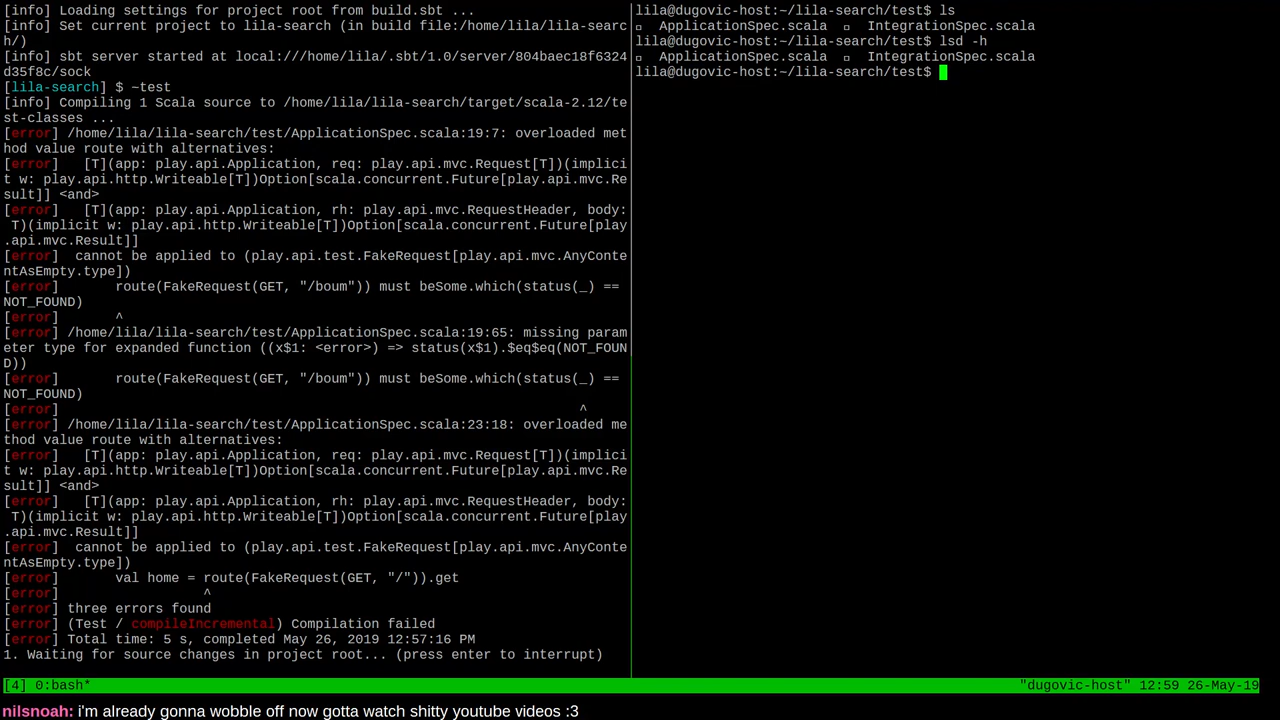 [info] Loading settings for project root from build.sbt ...
[info] Set current project to lila-search (in build file:/home/lila/lila-searc
h/)
[info] sbt server started at local:///home/lila/.sbt/1.0/server/804baec18f6324
d35f8c/sock
[lila-search] $ ~test
[info] Compiling 1 Scala source to /home/lila/lila-search/target/scala-2.12/te
st-classes ...
[error] /home/lila/lila-search/test/ApplicationSpec.scala:19:7: overloaded met
hod value route with alternatives:
[error]   [T](app: play.api.Application, req: play.api.mvc.Request[T])(implici
t w: play.api.http.Writeable[T])Option[scala.concurrent.Future[play.api.mvc.Re
sult]] <and>
[error]   [T](app: play.api.Application, rh: play.api.mvc.RequestHeader, body:
 T)(implicit w: play.api.http.Writeable[T])Option[scala.concurrent.Future[play
.api.mvc.Result]]
[error]  cannot be applied to (play.api.test.FakeRequest[play.api.mvc.AnyConte
ntAsEmpty.type])
[error]       route(FakeRequest(GET, "/boum")) must beSome.which(status(_) ==
NOT_FOUND)
[error]       ^
[error] /home/lila/lila-search/test/ApplicationSpec.scala:19:65: missing param
eter type for expanded function ((x$1: <error>) => status(x$1).$eq$eq(NOT_FOUN
D))
[error]       route(FakeRequest(GET, "/boum")) must beSome.which(status(_) ==
NOT_FOUND)
[error]                                                                 ^
[error] /home/lila/lila-search/test/ApplicationSpec.scala:23:18: overloaded me
thod value route with alternatives:
[error]   [T](app: play.api.Application, req: play.api.mvc.Request[T])(implici
t w: play.api.http.Writeable[T])Option[scala.concurrent.Future[play.api.mvc.Re
sult]] <and>
[error]   [T](app: play.api.Application, rh: play.api.mvc.RequestHeader, body:
 T)(implicit w: play.api.http.Writeable[T])Option[scala.concurrent.Future[play
.api.mvc.Result]]
[error]  cannot be applied to (play.api.test.FakeRequest[play.api.mvc.AnyConte
ntAsEmpty.type])
[error]       val home = route(FakeRequest(GET, "/")).get
[error]                  ^
[error] three errors found
[error] (Test / compileIncremental) Compilation failed
[error] Total time: 5 s, completed May 26, 2019 12:57:16 PM
1. Waiting for source changes in project root... (press enter to interrupt)
lila@dugovic-host:~/lila-search/test$ ls
ApplicationSpec.scala    IntegrationSpec.scala
lila@dugovic-host:~/lila-search/test$ lsd -h
ApplicationSpec.scala    IntegrationSpec.scala
lila@dugovic-host:~/lila-search/test$
[4] 0:bash* "dugovic-host" 12:59 26-May-19
nilsnoah: i'm already gonna wobble off now gotta watch shitty youtube videos :3